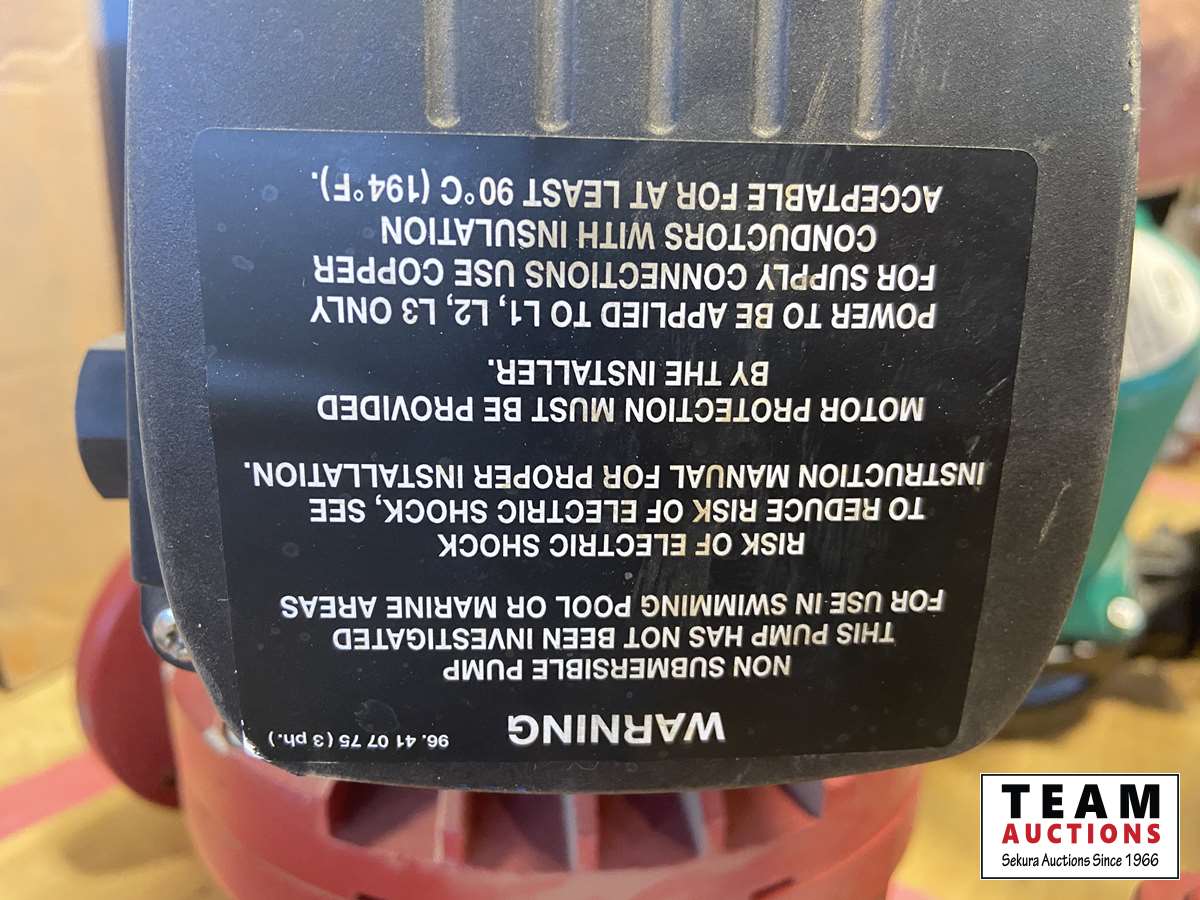 WARNING
96. 41 07 75 (3 ph.)
NON SUBMERSIBLE PUMP
THIS PUMP HAS NOT BEEN INVESTIGATED
FOR USE IN SWIMMING POOL OR MARINE AREAS
RISK OF ELECTRIC SHOCK
TO REDUCE RISK OF ELECTRIC SHOCK, SEE
INSTRUCTION MANUAL FOR PROPER INSTALLATION.
MOTOR PROTECTION MUST BE PROVIDED
BY THE INSTALLER.
POWER TO BE APPLIED TO L1, L2, L3 ONLY
FOR SUPPLY CONNECTIONS USE COPPER
CONDUCTORS WITH INSULATION
ACCEPTABLE FOR AT LEAST 90°C (194°F).
TEAM
AUCTIONS
Sekura Auctions Since 1966